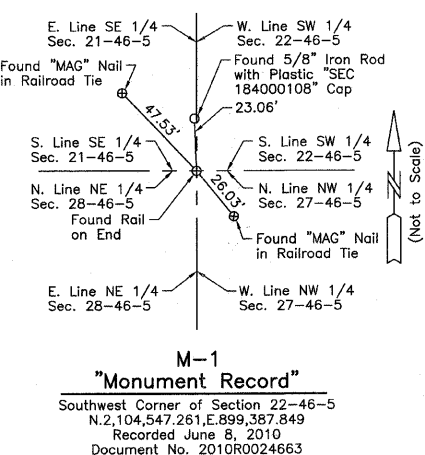 E. Line SE 1/4
Sec. 21-46-5
W. Line SW 1/4
Sec. 22-46-5
Found "MAG" Nail
in Railroad Tie
Found 5/8" Iron Rod
with Plastic "SEC
184000108" Cap
23.06'
47.53'
S. Line SE 1/4
Sec. 21-46-5
S. Line SW 1/4
Sec. 22-46-5
N. Line NE 1/4
Sec. 28-46-5
N. Line NW 1/4
Sec. 27-46-5
26.03'
Found Rail
on End
Found "MAG" Nail
in Railroad Tie
N
(Not to Scale)
E. Line NE 1/4
Sec. 28-46-5
W. Line NW 1/4
Sec. 27-46-5
M-1
"Monument Record"
Southwest Corner of Section 22-46-5
N.2,104,547.261,E.899,387.849
Recorded June 8, 2010
Document No. 2010R0024663